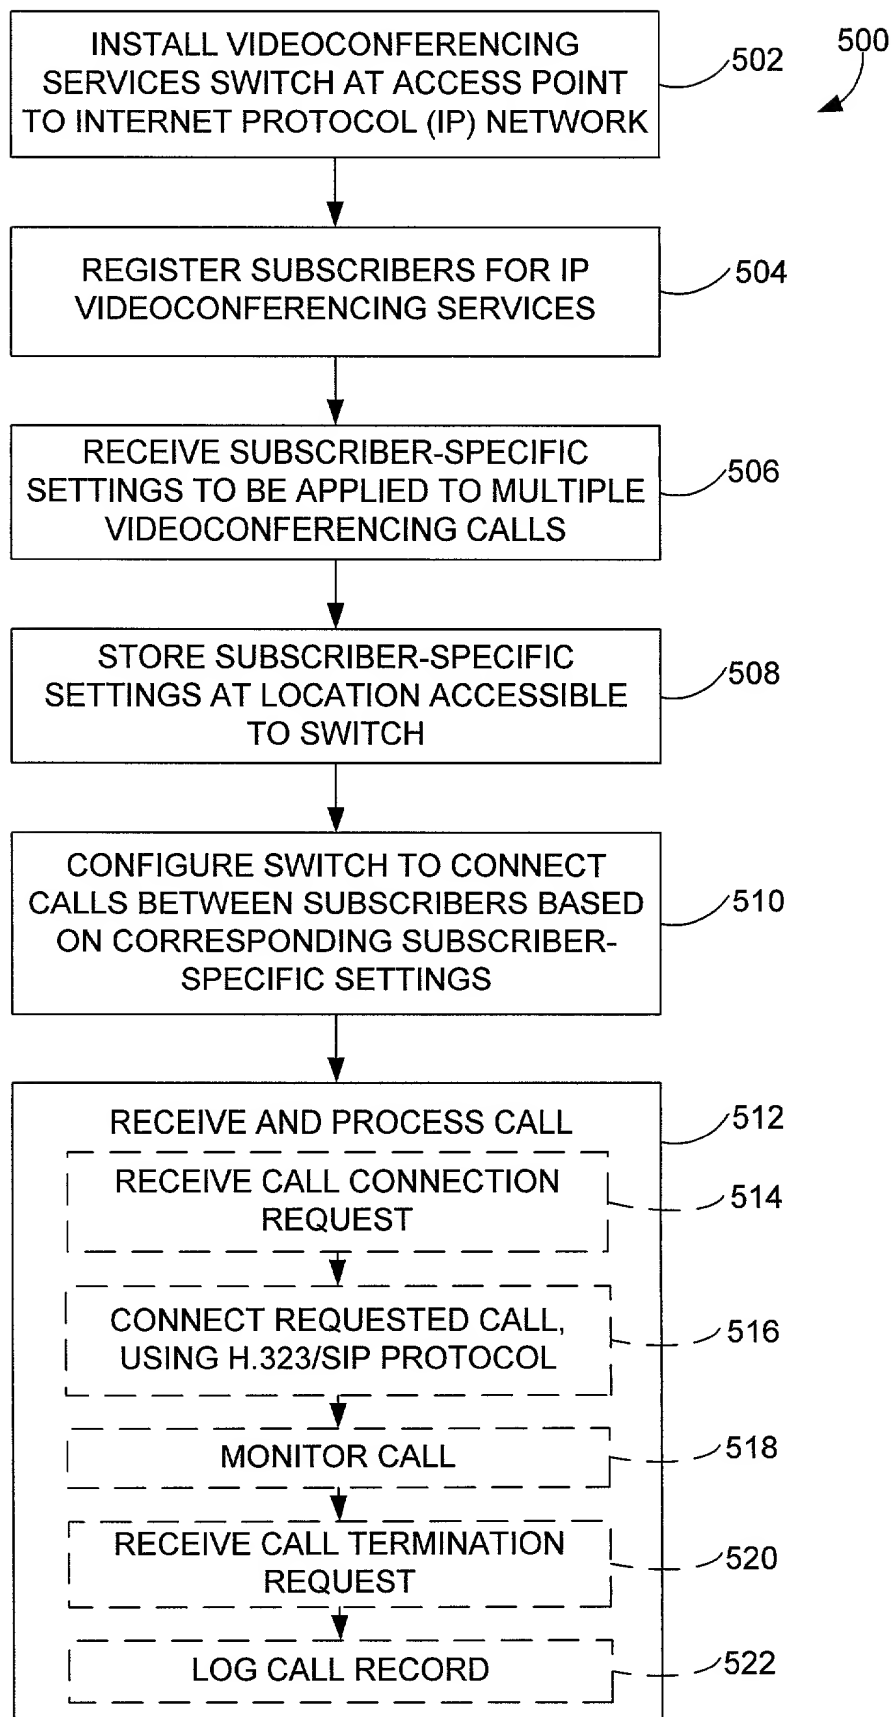 INSTALL VIDEOCONFERENCING
SERVICES SWITCH AT ACCESS POINT
TO INTERNET PROTOCOL (IP) NETWORK
502
500
REGISTER SUBSCRIBERS FOR IP
VIDEOCONFERENCING SERVICES
504
RECEIVE SUBSCRIBER-SPECIFIC
SETTINGS TO BE APPLIED TO MULTIPLE
VIDEOCONFERENCING CALLS
506
STORE SUBSCRIBER-SPECIFIC
SETTINGS AT LOCATION ACCESSIBLE
TO SWITCH
508
CONFIGURE SWITCH TO CONNECT
CALLS BETWEEN SUBSCRIBERS BASED
ON CORRESPONDING SUBSCRIBER-
SPECIFIC SETTINGS
510
RECEIVE AND PROCESS CALL
512
RECEIVE CALL CONNECTION
REQUEST
514
CONNECT REQUESTED CALL,
USING H.323/SIP PROTOCOL
516
MONITOR CALL
518
RECEIVE CALL TERMINATION
REQUEST
520
LOG CALL RECORD
522